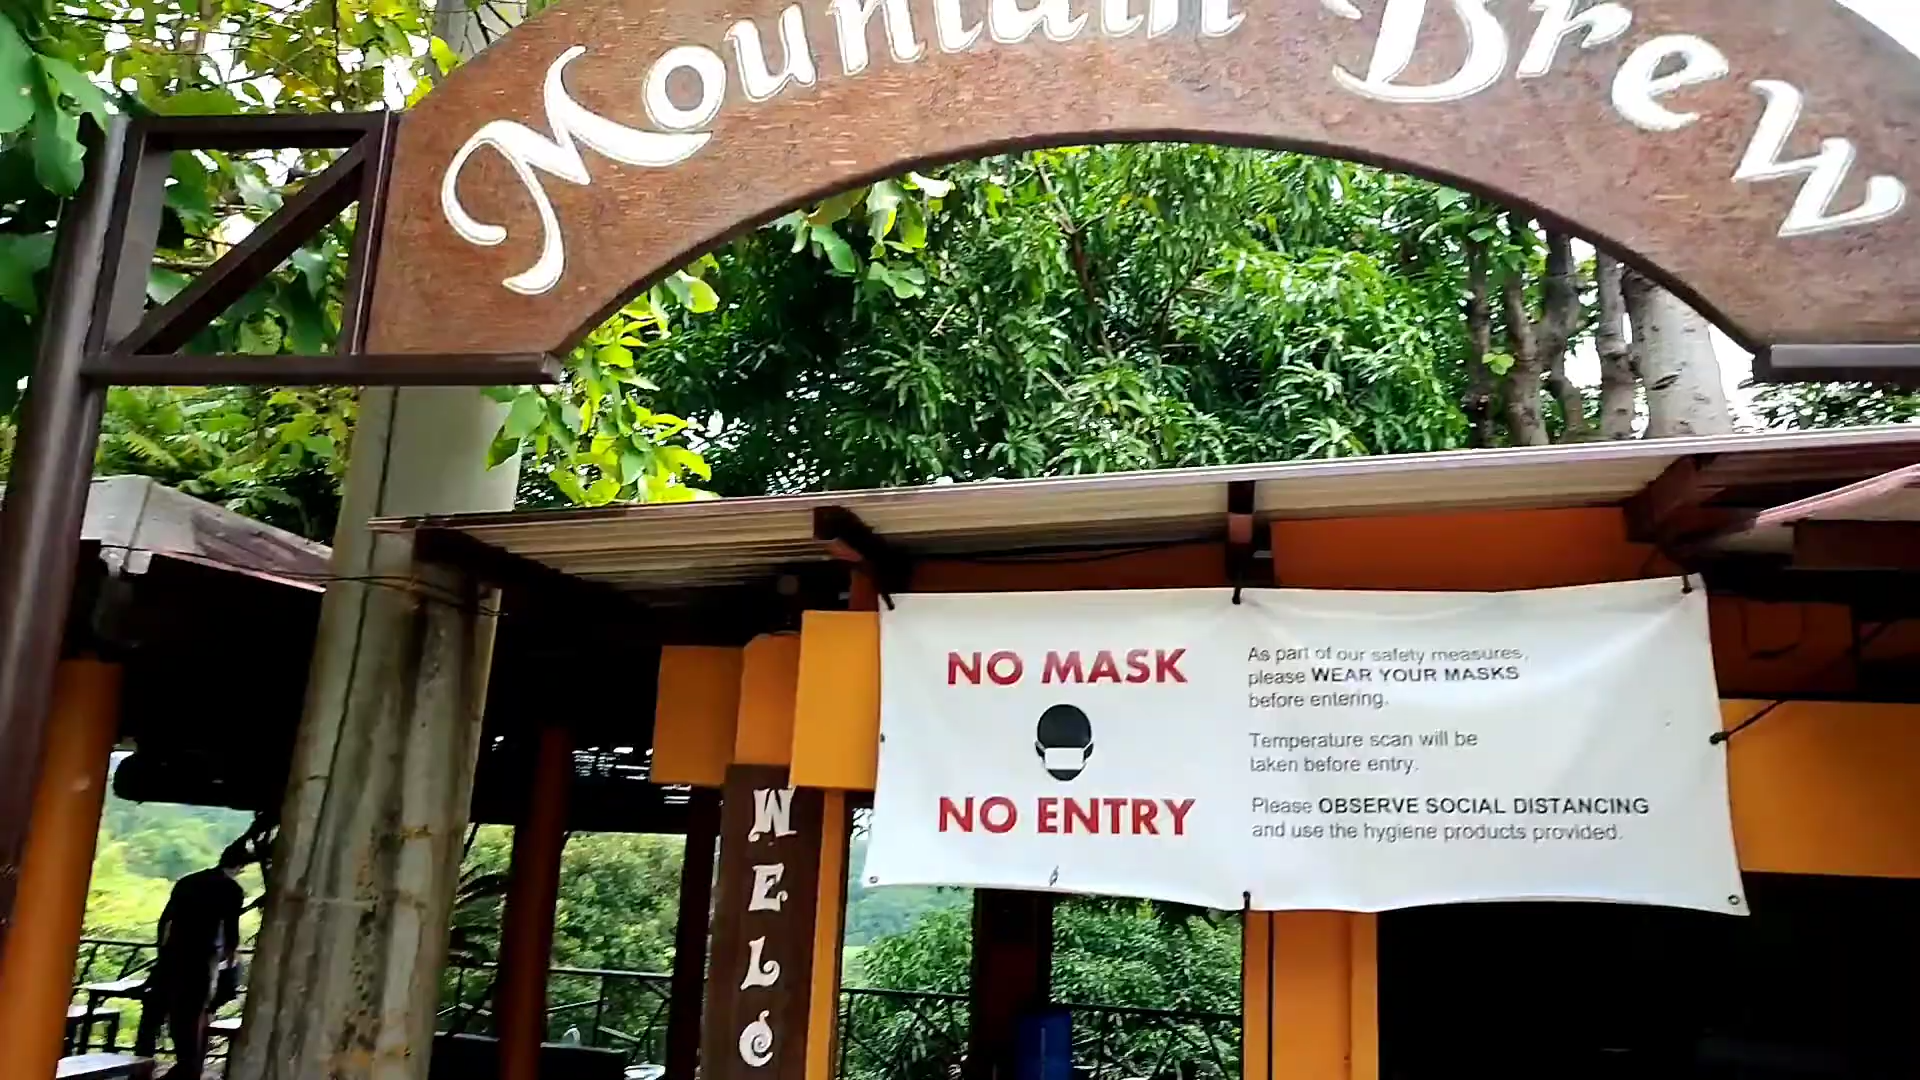 Mountain Brew
NO MASK
NO ENTRY
As part of our safety measures,
please WEAR YOUR MASKS
before entering.
Temperature scan will be
taken before entry.
Please OBSERVE SOCIAL DISTANCING
and use the hygiene products provided.
WELC